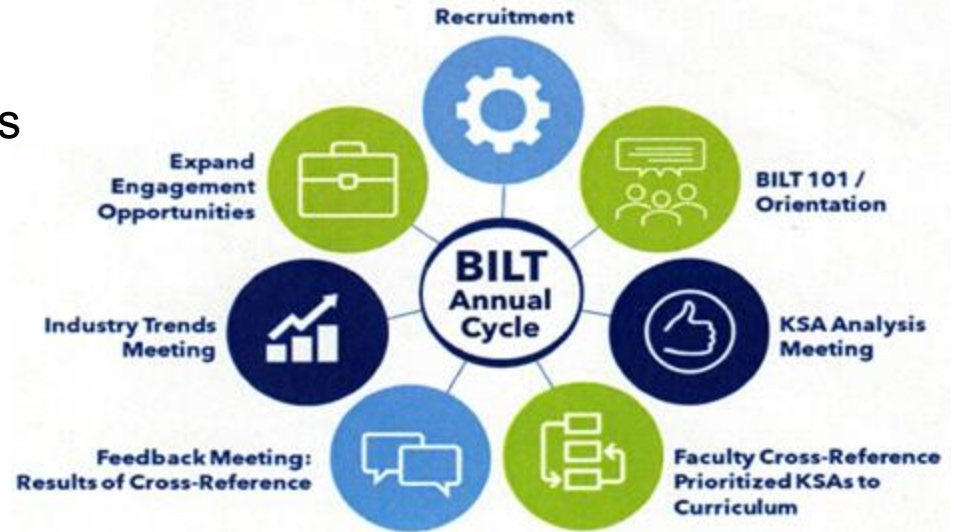 Recruitment
s
Expand
Engagement
Opportunities
BILT 101 /
Orientation
BILT
Annual
Cycle
Industry Trends
Meeting
KSA Analysis
Meeting
Feedback Meeting:
Results of Cross-Reference
Faculty Cross-Reference
Prioritized KSAs to
Curriculum